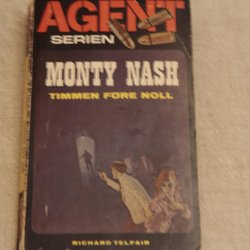 AGENT
SERIEN
MONTY NASH
TIMMEN FÖRE NOLL
RICHARD TELFAIR